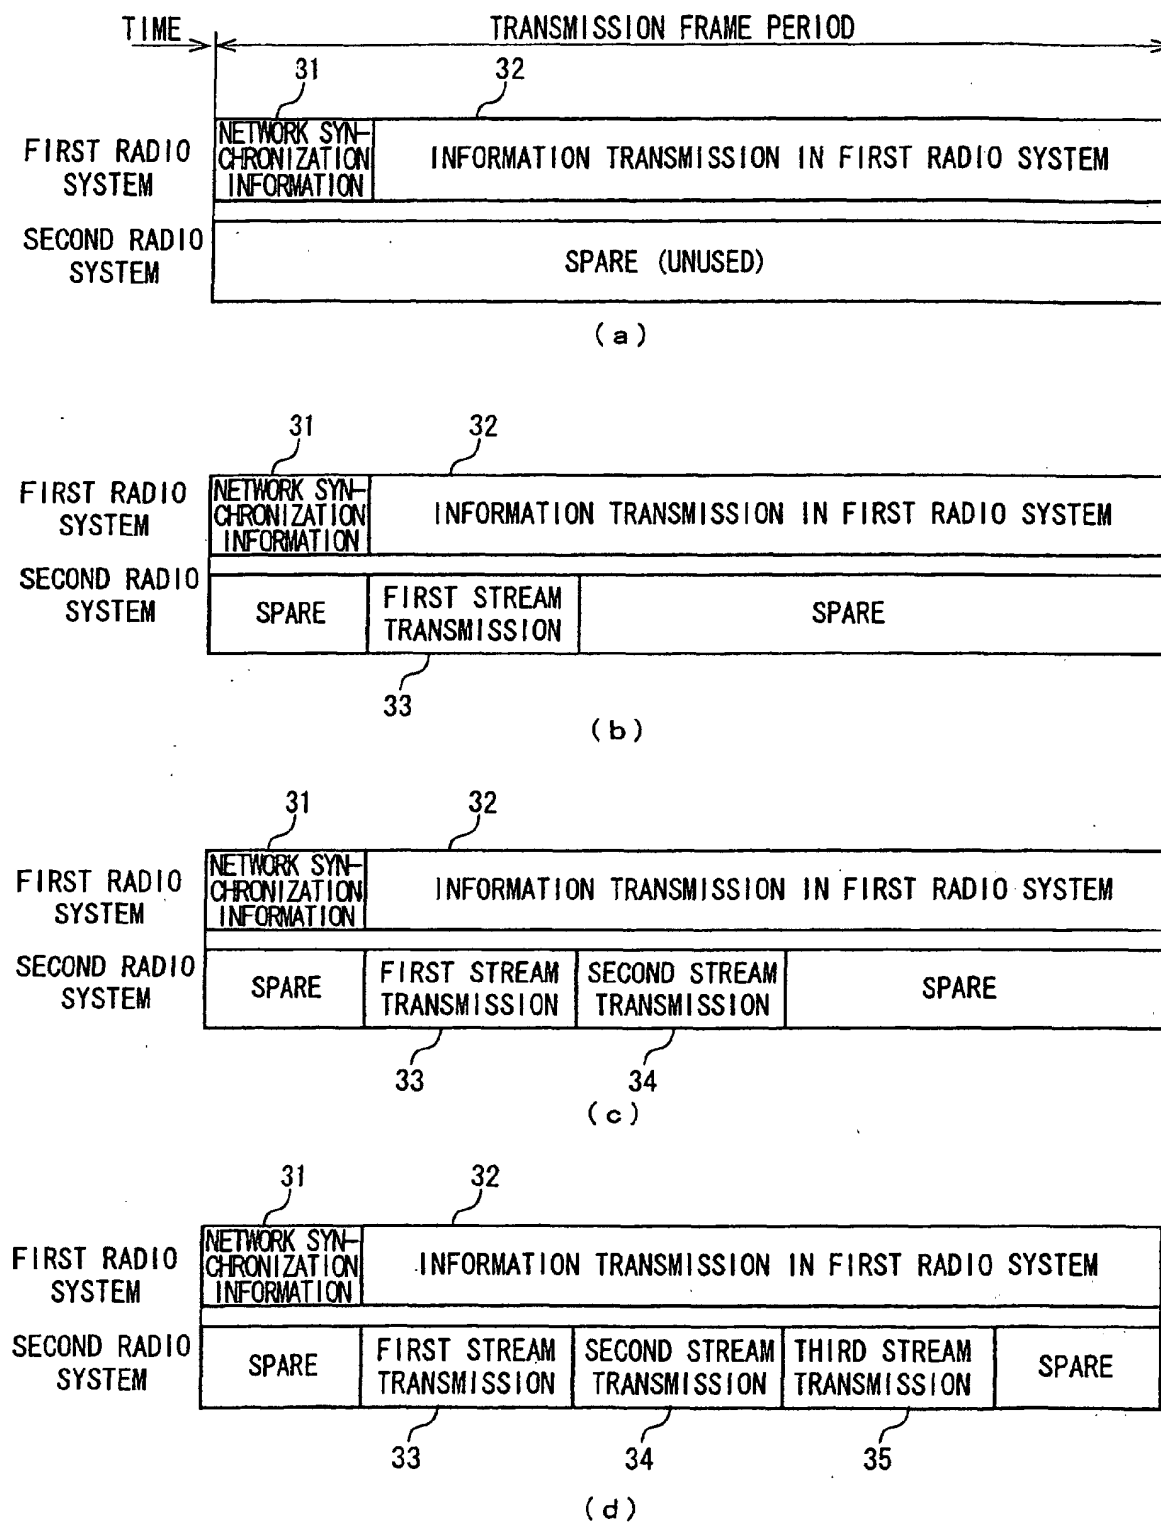 TIME
TRANSMISSION FRAME PERIOD
31
32
FIRST RADIO
SYSTEM
NETWORK SYN-
CHRONIZATION
INFORMATION
INFORMATION TRANSMISSION IN FIRST RADIO SYSTEM
SECOND RADIO
SYSTEM
SPARE (UNUSED)
(a)
31
32
FIRST RADIO
SYSTEM
NETWORK SYN-
CHRONIZATION
INFORMATION
INFORMATION TRANSMISSION IN FIRST RADIO SYSTEM
SECOND RADIO
SYSTEM
SPARE
FIRST STREAM
TRANSMISSION
SPARE
33
(b)
31
32
FIRST RADIO
SYSTEM
NETWORK SYN-
CHRONIZATION
INFORMATION
INFORMATION TRANSMISSION IN FIRST RADIO SYSTEM
SECOND RADIO
SYSTEM
SPARE
FIRST STREAM
TRANSMISSION
SECOND STREAM
TRANSMISSION
SPARE
33
34
(c)
31
32
FIRST RADIO
SYSTEM
NETWORK SYN-
CHRONIZATION
INFORMATION
INFORMATION TRANSMISSION IN FIRST RADIO SYSTEM
SECOND RADIO
SYSTEM
SPARE
FIRST STREAM
TRANSMISSION
SECOND STREAM
TRANSMISSION
THIRD STREAM
TRANSMISSION
SPARE
33
34
35
(d)